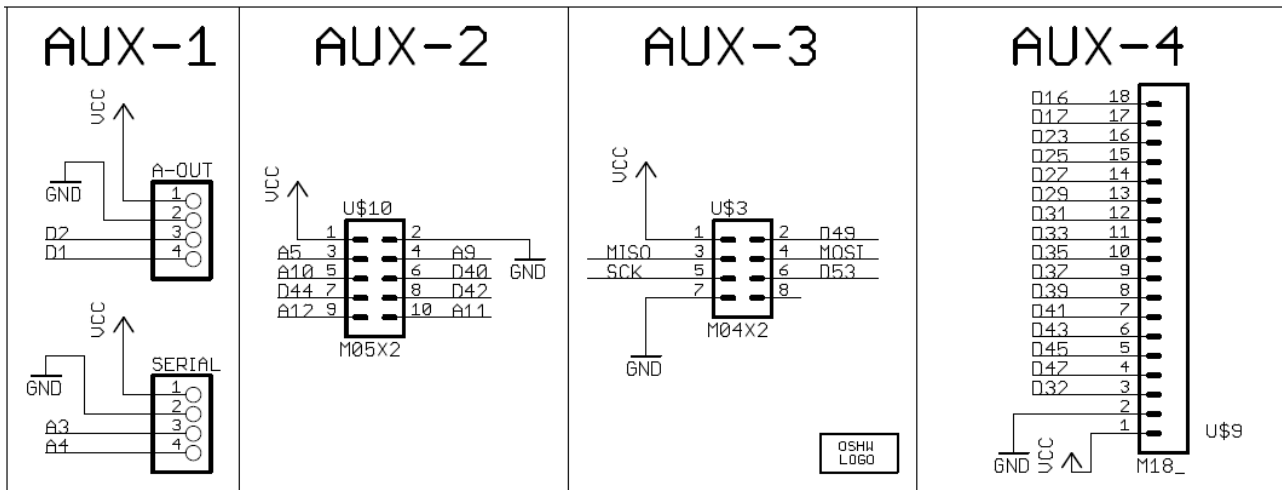 AUX-1
VCC
GND
A-OUT
1
2
D2 3
D1 4
VCC
GND
SERIAL
1
2
A3 3
A4 4
AUX-2
VCC
U$10
1 2
A5 3 4 A9
GND
A10 5 6 D40
D44 7 8 D42
A12 9 10 A11
M05X2
AUX-3
VCC
U$3
1 2 D49
MISO 3 4 MOSI
SCK 5 6 D53
7 8
M04X2
GND
OSHW
LOGO
AUX-4
D16 18
D17 17
D23 16
D25 15
D27 14
D29 13
D31 12
D33 11
D35 10
D37 9
D39 8
D41 7
D43 6
D45 5
D47 4
D32 3
2
1
U$9
GND VCC M18_